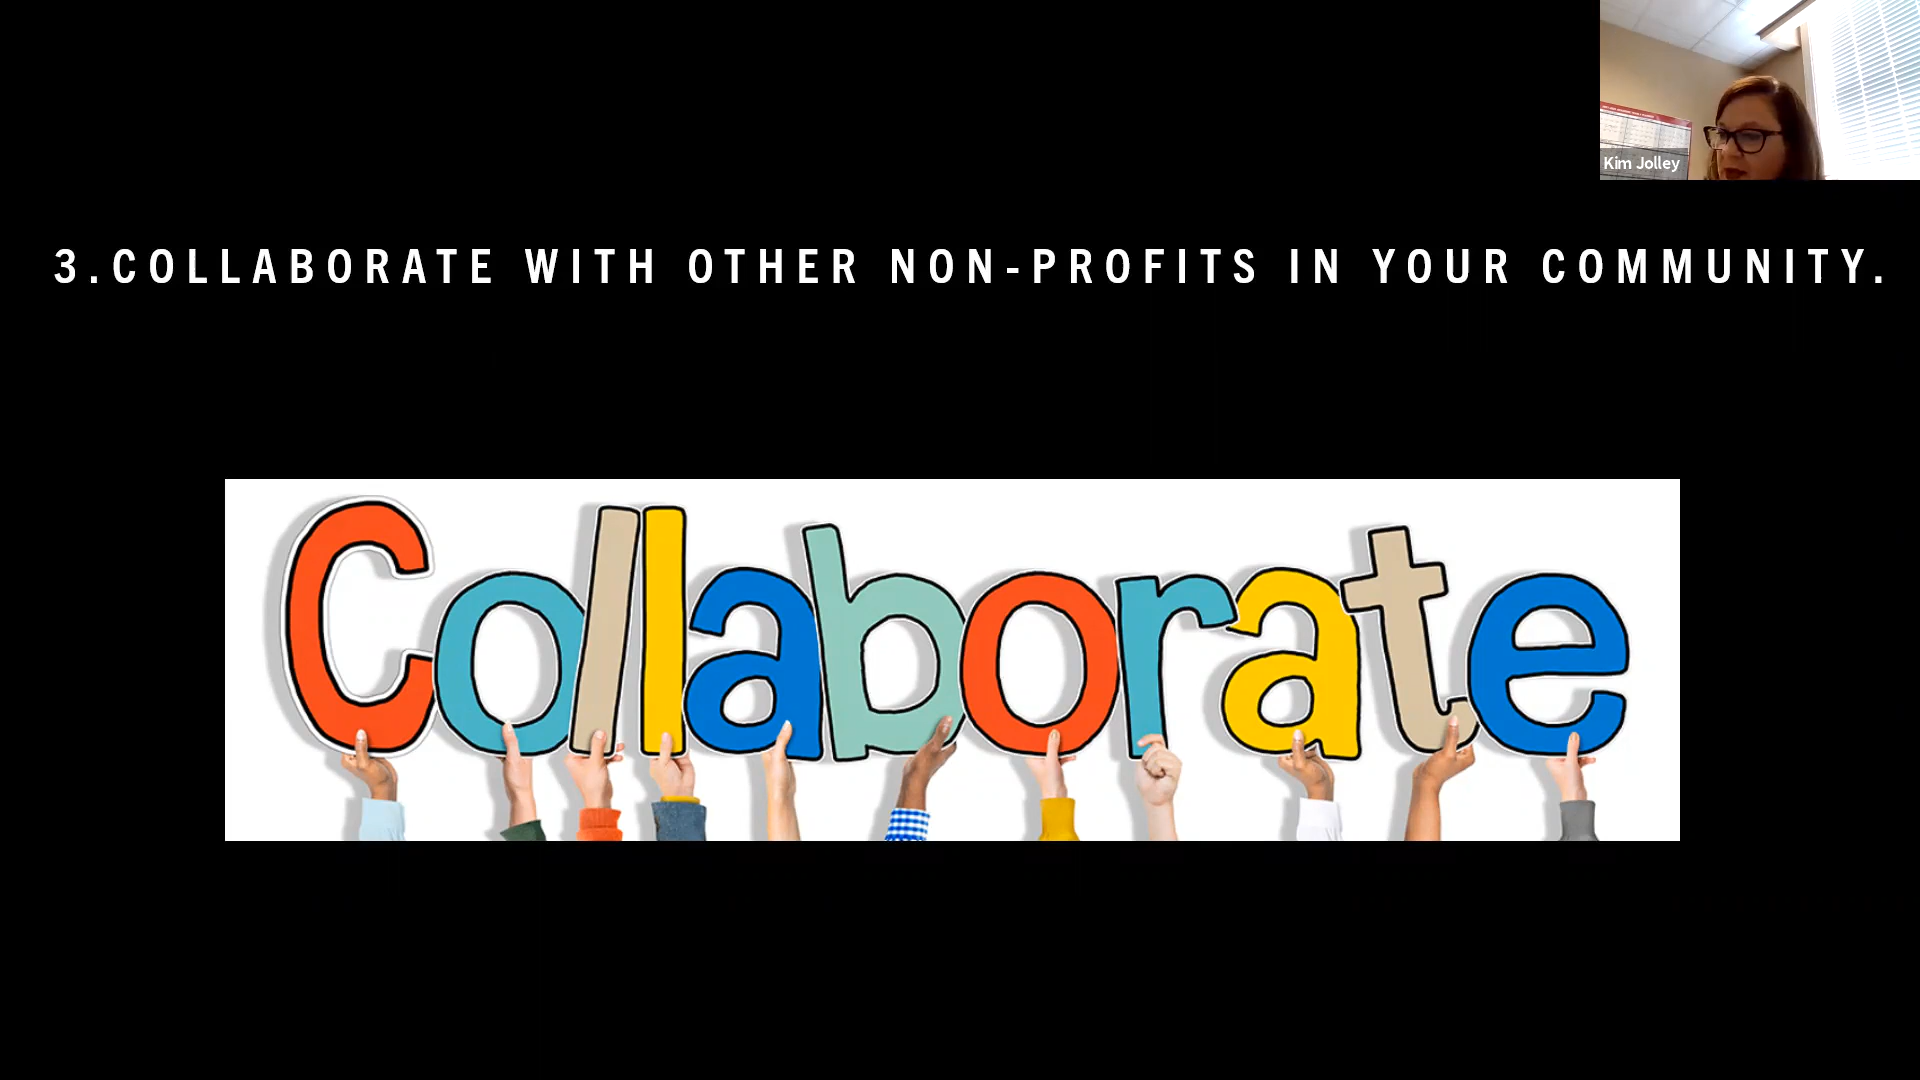 Kim Jolley
3.COLLABORATE WITH OTHER NON-PROFITS IN YOUR COMMUNITY.
Collaborate